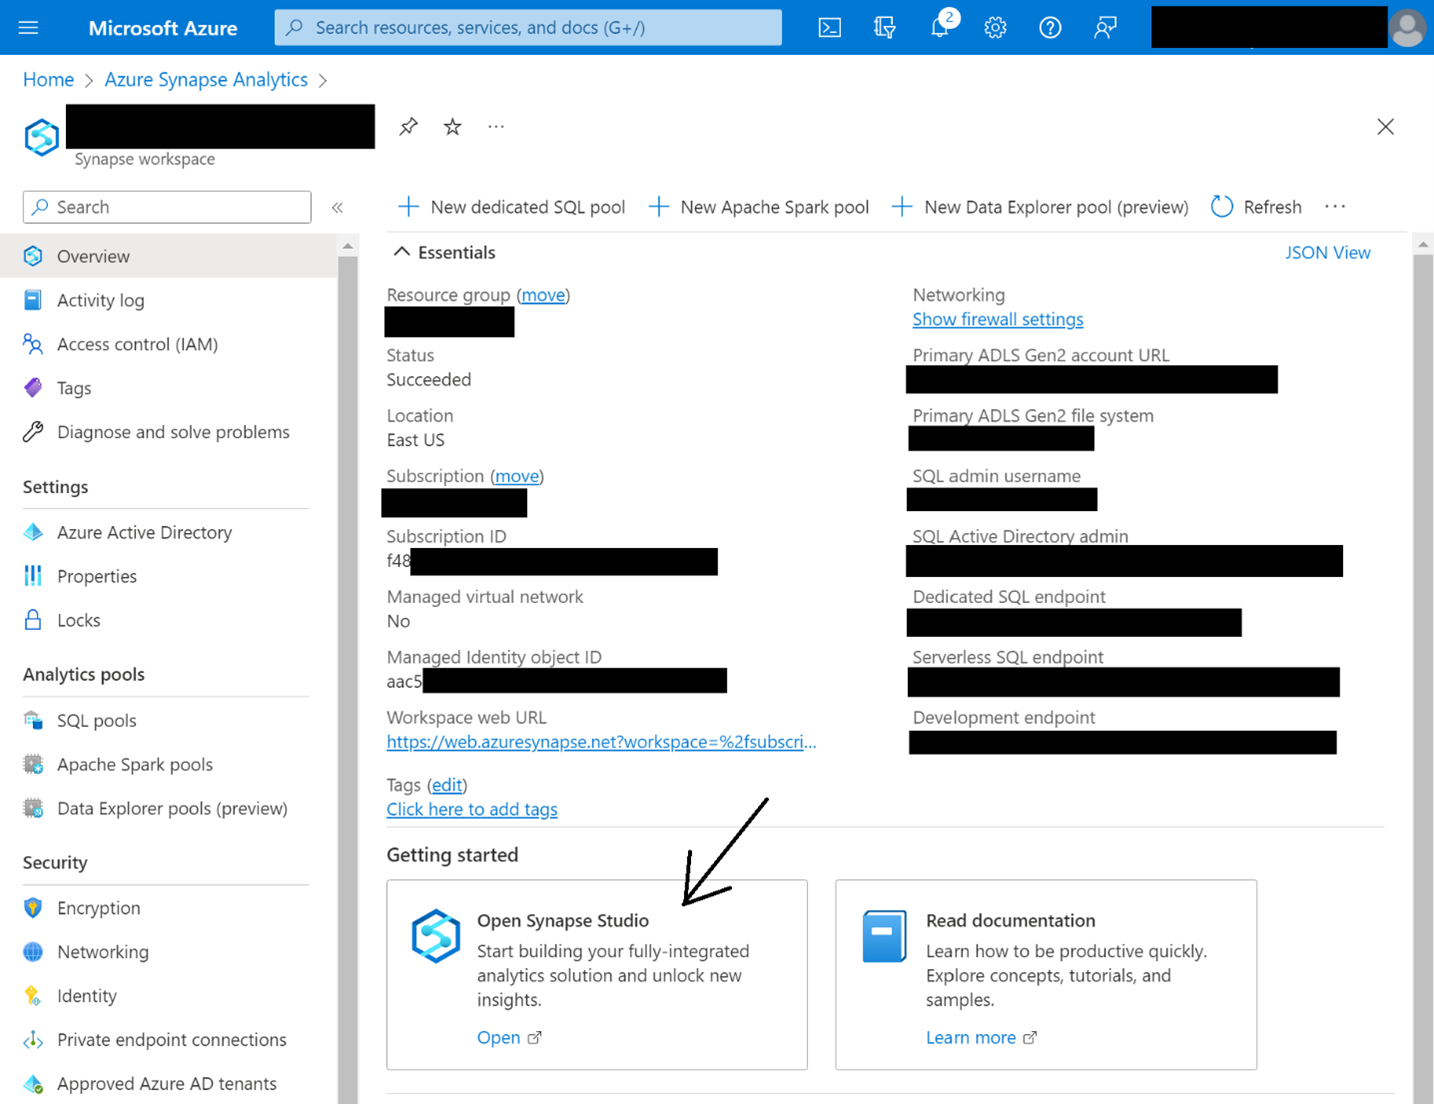 Microsoft Azure
Search resources, services, and docs (G+/)
2
Home > Azure Synapse Analytics >
Synapse workspace
Search
«
New dedicated SQL pool
New Apache Spark pool
New Data Explorer pool (preview)
Refresh
Overview
Activity log
Access control (IAM)
Tags
Diagnose and solve problems
Settings
Azure Active Directory
Properties
Locks
Analytics pools
SQL pools
Apache Spark pools
Data Explorer pools (preview)
Security
Encryption
Networking
Identity
Private endpoint connections
Approved Azure AD tenants
Essentials
JSON View
Resource group (move)
Status
Succeeded
Location
East US
Subscription (move)
Subscription ID
f48
Managed virtual network
No
Managed Identity object ID
aac5
Workspace web URL
https://web.azuresynapse.net?workspace=%2fsubscri...
Tags (edit)
Click here to add tags
Networking
Show firewall settings
Primary ADLS Gen2 account URL
Primary ADLS Gen2 file system
SQL admin username
SQL Active Directory admin
Dedicated SQL endpoint
Serverless SQL endpoint
Development endpoint
Getting started
Open Synapse Studio
Start building your fully-integrated
analytics solution and unlock new
insights.
Open
Read documentation
Learn how to be productive quickly.
Explore concepts, tutorials, and
samples.
Learn more